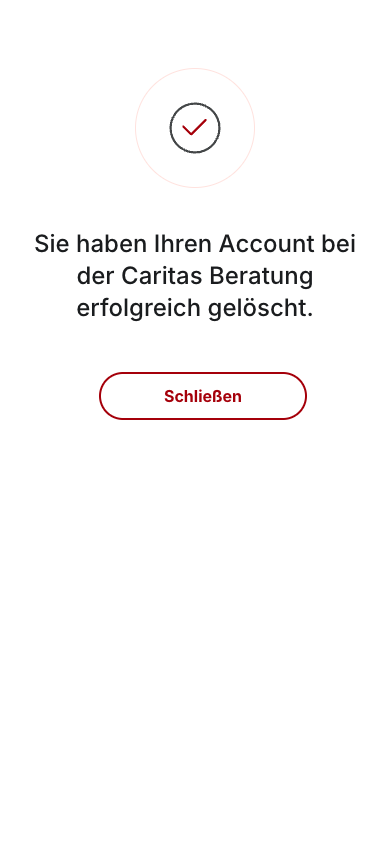 Sie haben Ihren Account bei
der Caritas Beratung
erfolgreich gelöscht.
Schließen